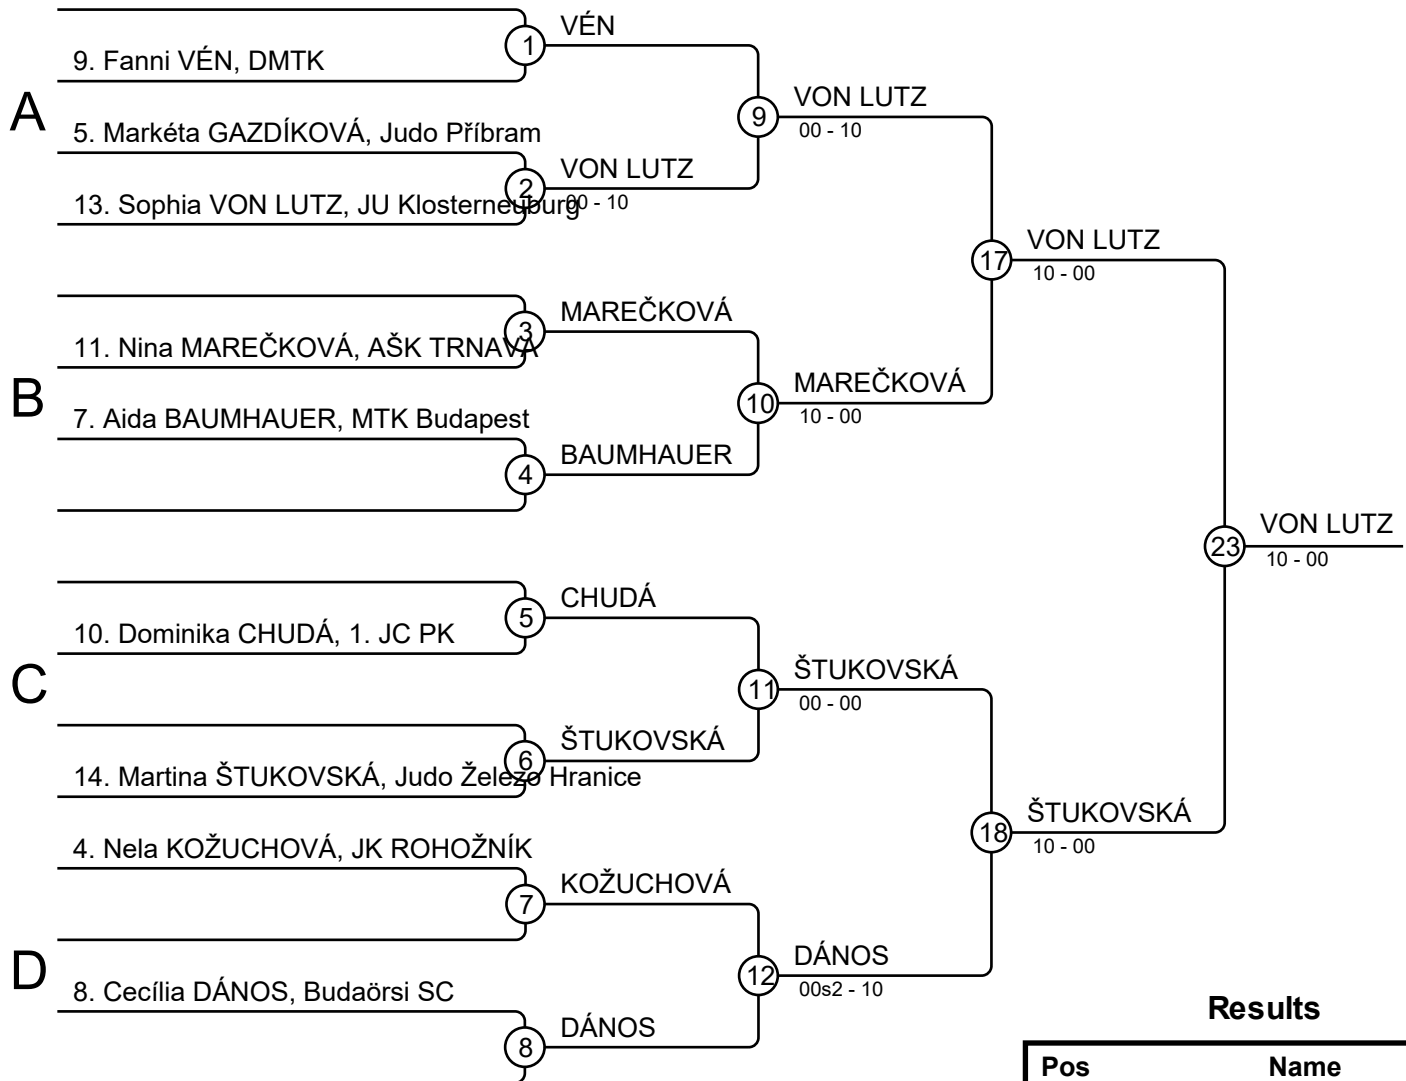 A
9. Fanni VÉN, DMTK
5. Markéta GAZDÍKOVÁ, Judo Příbram
13. Sophia VON LUTZ, JU Klosterneuburg
1
VÉN
2
VON LUTZ
00 - 10
9
VON LUTZ
00 - 10
B
11. Nina MAREČKOVÁ, AŠK TRNAVA
7. Aida BAUMHAUER, MTK Budapest
3
MAREČKOVÁ
4
BAUMHAUER
10
MAREČKOVÁ
10 - 00
17
VON LUTZ
10 - 00
C
10. Dominika CHUDÁ, 1. JC PK
14. Martina ŠTUKOVSKÁ, Judo Železo Hranice
5
CHUDÁ
6
ŠTUKOVSKÁ
11
ŠTUKOVSKÁ
00 - 00
D
4. Nela KOŽUCHOVÁ, JK ROHOŽNÍK
8. Cecília DÁNOS, Budaörsi SC
7
KOŽUCHOVÁ
8
DÁNOS
12
DÁNOS
00s2 - 10
18
ŠTUKOVSKÁ
10 - 00
23
VON LUTZ
10 - 00
Results
Pos Name